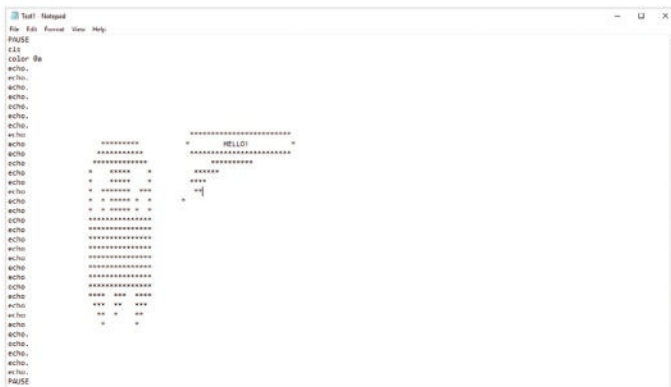 Test1 - Notepad
File Edit Format View Help
PAUSE
cls
color 0a
echo.
echo.
echo.
echo.
echo.
echo.
echo.
echo                                      ************************
echo                 *********           *        HELLO!          *
echo                ***********           ************************
echo               *************               **********
echo              *    *****    *          ******
echo              *    *****    *         ****
echo              *  *******  ***          **
echo              *  * ***** *  *       *
echo              *  * ***** *  *
echo              ***************
echo              ***************
echo              ***************
echo              ***************
echo              ***************
echo              ***************
echo              ***************
echo              ***************
echo              ****  ***  ****
echo               ***  **   ***
echo                **  *    **
echo                 *       *
echo.
echo.
echo.
echo.
echo.
PAUSE